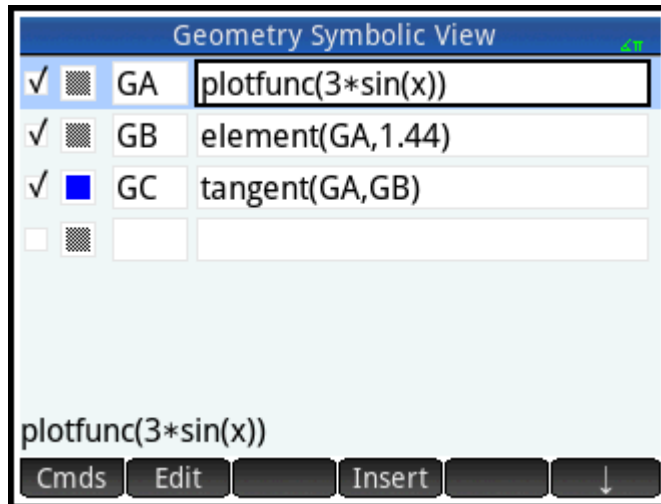 Geometry Symbolic View
∡π
GA plotfunc(3*sin(x))
GB element(GA,1.44)
GC tangent(GA,GB)
plotfunc(3*sin(x))
Cmds Edit Insert ↓